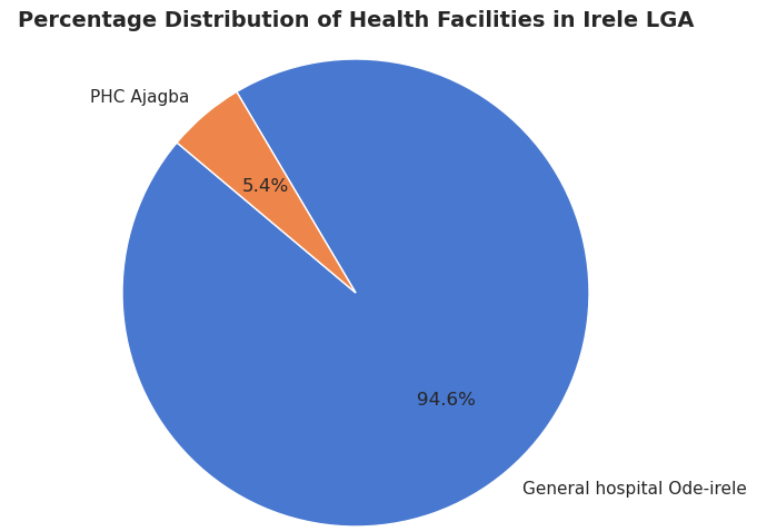 Percentage Distribution of Health Facilities in Irele LGA
PHC Ajagba
5.4%
94.6%
General hospital Ode-irele